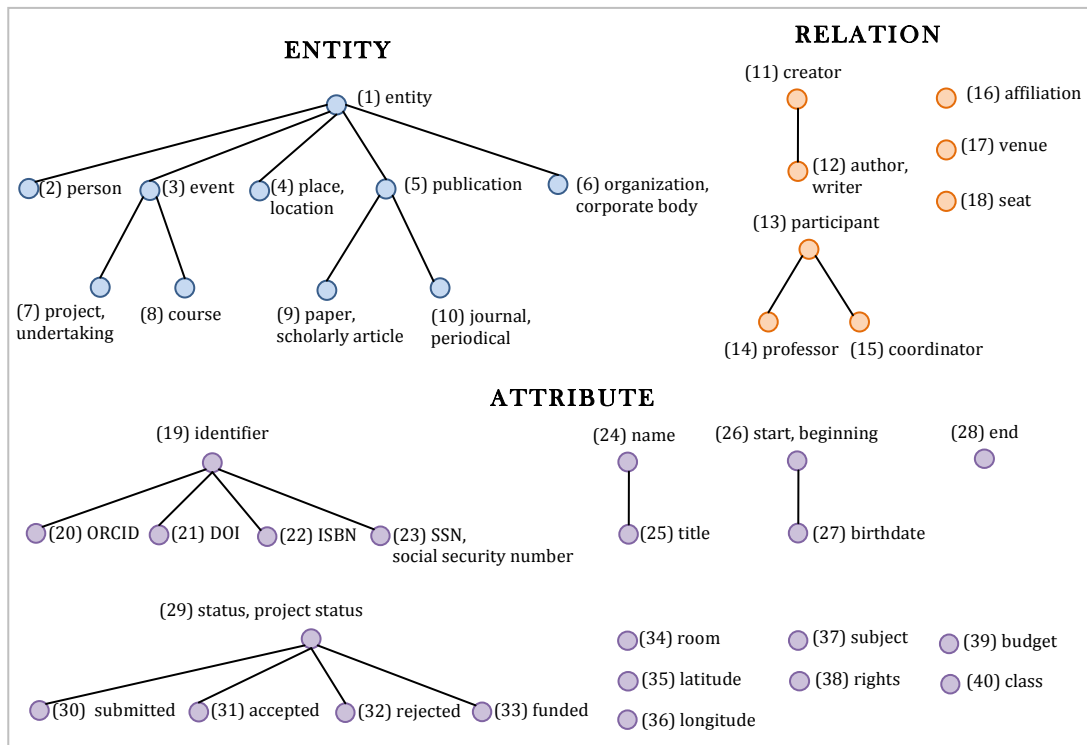 ENTITY
(1) entity
(2) person
(3) event
(4) place,
location
(5) publication
(6) organization,
corporate body
(7) project,
undertaking
(8) course
(9) paper,
scholarly article
(10) journal,
periodical
RELATION
(11) creator
(12) author,
writer
(13) participant
(14) professor
(15) coordinator
(16) affiliation
(17) venue
(18) seat
ATTRIBUTE
(19) identifier
(20) ORCID
(21) DOI
(22) ISBN
(23) SSN,
social security number
(24) name
(25) title
(26) start, beginning
(27) birthdate
(28) end
(29) status, project status
(30) submitted
(31) accepted
(32) rejected
(33) funded
(34) room
(35) latitude
(36) longitude
(37) subject
(38) rights
(39) budget
(40) class